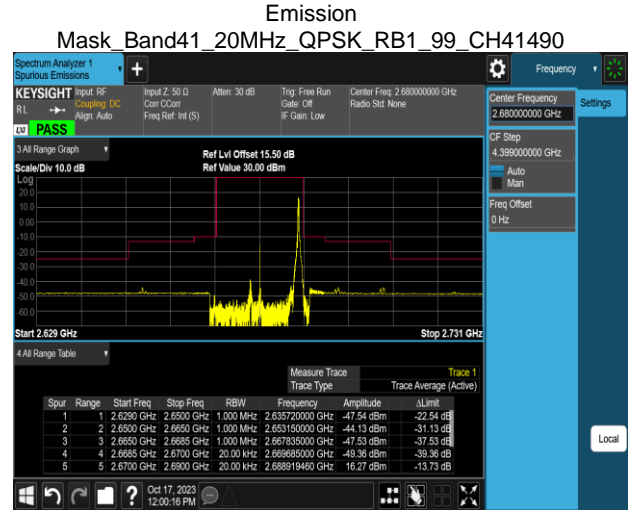 Emission
Mask_Band41_20MHz_QPSK_RB1_99_CH41490
Spectrum Analyzer 1
Spurious Emissions
+
Frequency
KEYSIGHT Input: RF Input Z: 50 Ω Atten: 30 dB Trig: Free Run Center Freq: 2.680000000 GHz
RL Coupling: DC Corr CCorr Gate: Off Radio Std: None
Align: Auto Freq Ref: Int (S) IF Gain: Low
LXI PASS
Center Frequency
2.680000000 GHz
Settings
CF Step
4.399000000 GHz
Auto
Man
Freq Offset
0 Hz
3 All Range Graph
Ref Lvl Offset 15.50 dB
Scale/Div 10.0 dB Ref Value 30.00 dBm
Log
20.0
10.0
0.00
-10.0
-20.0
-30.0
-40.0
-50.0
-60.0
Start 2.629 GHz Stop 2.731 GHz
4 All Range Table
Measure Trace Trace 1
Trace Type Trace Average (Active)
Spur Range Start Freq Stop Freq RBW Frequency Amplitude ΔLimit
1 1 2.6290 GHz 2.6500 GHz 1.000 MHz 2.635720000 GHz -47.54 dBm -22.54 dB
2 2 2.6500 GHz 2.6650 GHz 1.000 MHz 2.653150000 GHz -44.13 dBm -31.13 dB
3 3 2.6650 GHz 2.6685 GHz 1.000 MHz 2.667835000 GHz -47.53 dBm -37.53 dB
4 4 2.6685 GHz 2.6700 GHz 20.00 kHz 2.669685000 GHz -49.36 dBm -39.36 dB
5 5 2.6700 GHz 2.6900 GHz 20.00 kHz 2.688919460 GHz 16.27 dBm -13.73 dB
Local
? Oct 17, 2023
12:00:16 PM